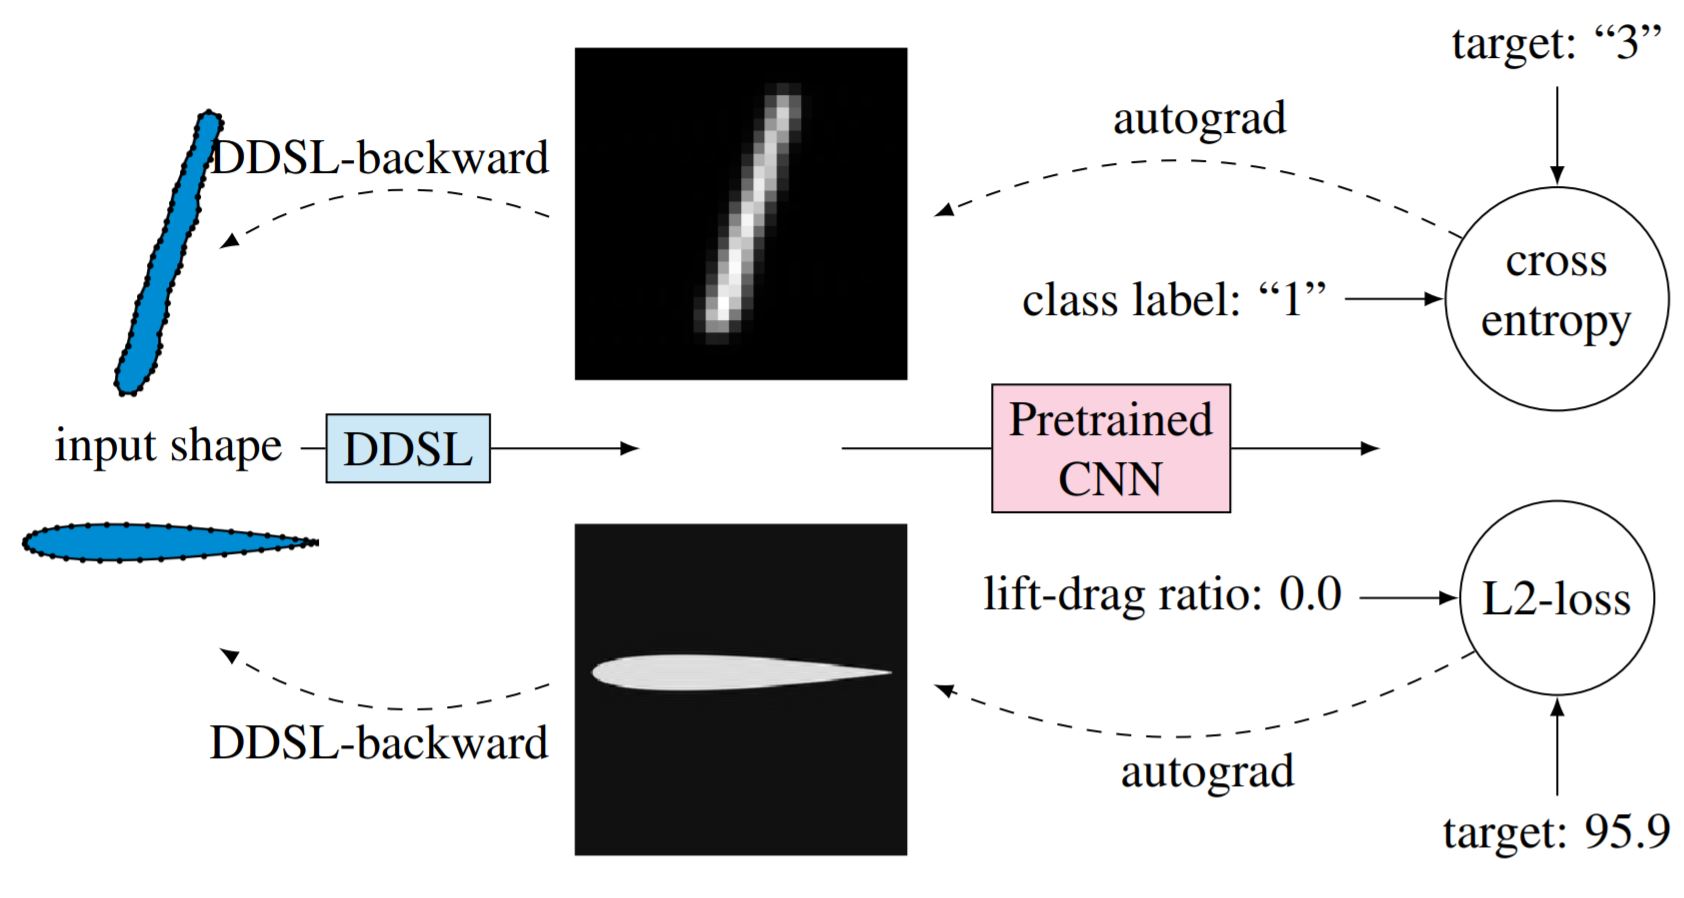 target: “3”
autograd
DDSL-backward
cross
entropy
class label: “1”
input shape
DDSL
Pretrained
CNN
lift-drag ratio: 0.0
L2-loss
DDSL-backward
autograd
target: 95.9